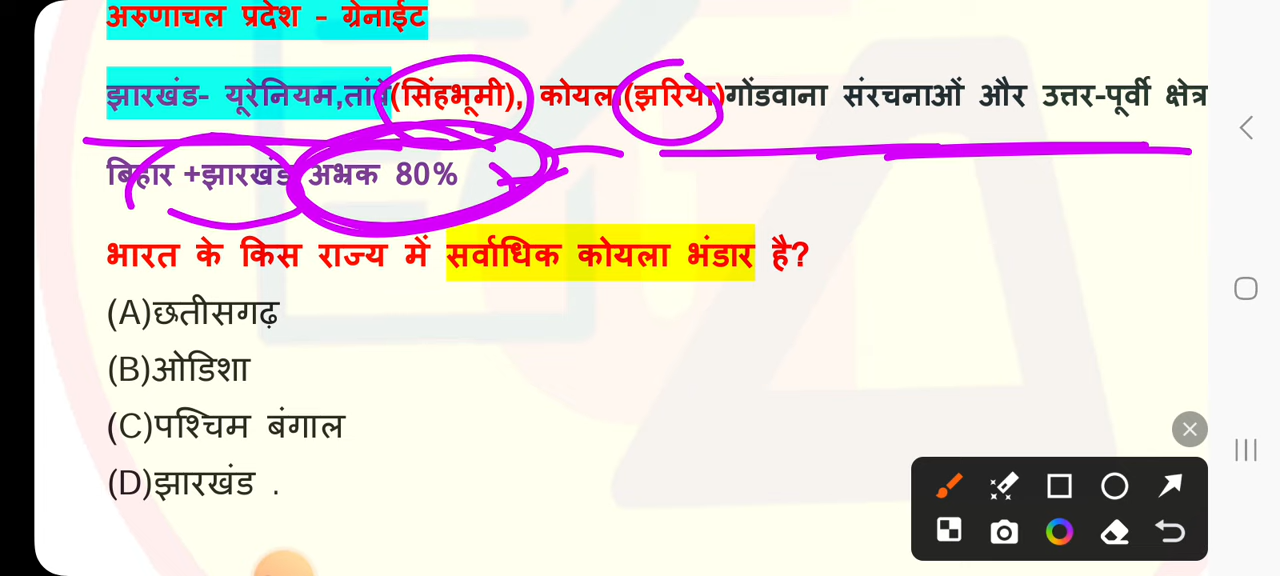 अरुणाचल प्रदेश - ग्रेनाईट
झारखंड- यूरेनियम,तांबे(सिंहभूमी), कोयला(झरिया)गोंडवाना संरचनाओं और उत्तर-पूर्वी क्षेत्र
बिहार +झारखंड अभ्रक 80%
भारत के किस राज्य में सर्वाधिक कोयला भंडार है?
(A)छतीसगढ़
(B)ओडिशा
(C)पश्चिम बंगाल
(D)झारखंड .